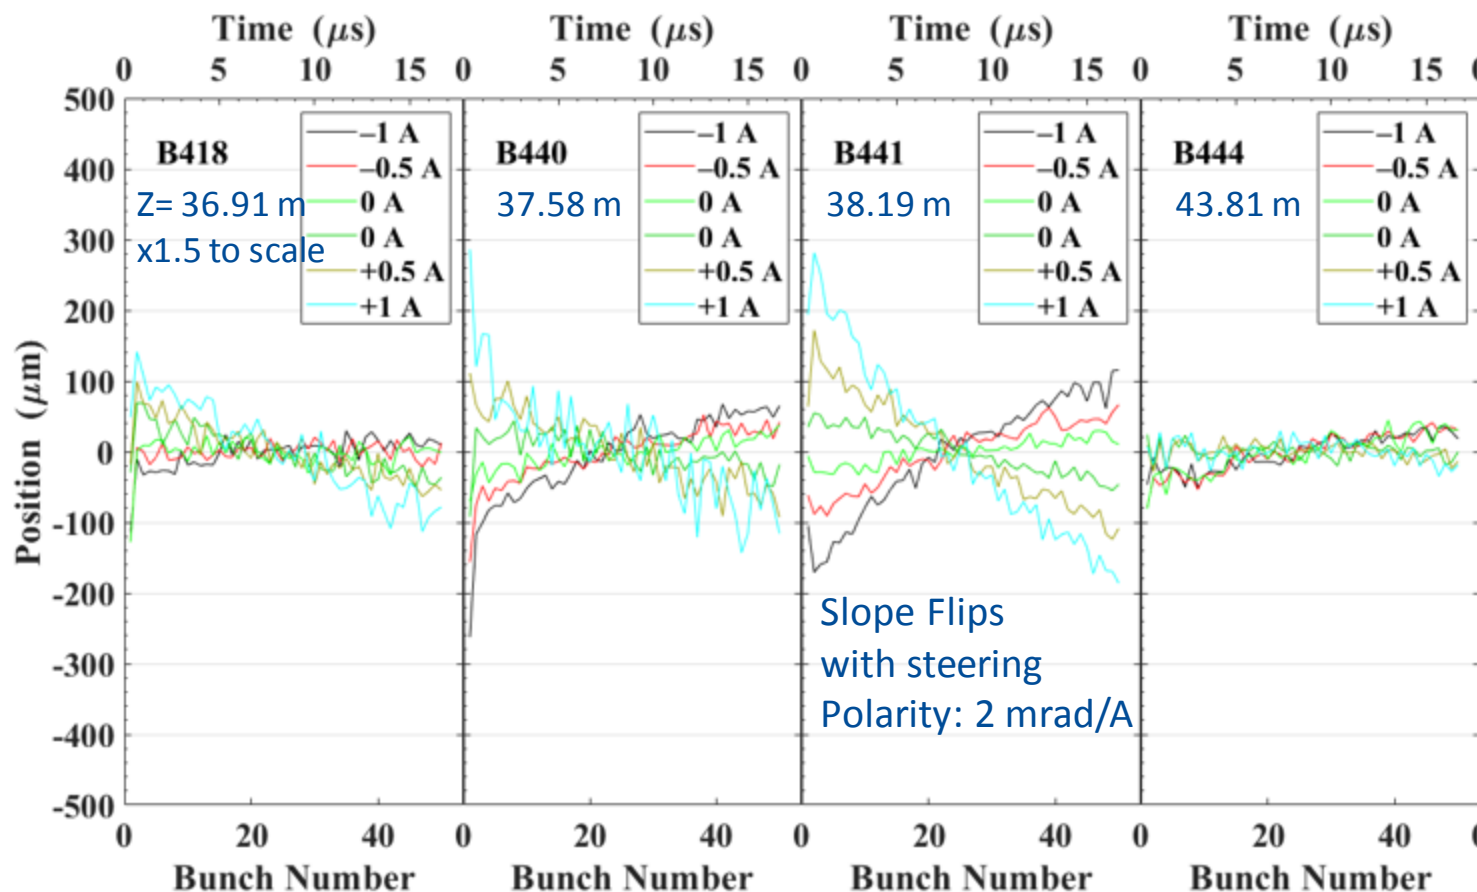 Time (μs) Time (μs) Time (μs) Time (μs)
0 5 10 15 0 5 10 15 0 5 10 15 0 5 10 15 0
500
400
300
200
100
0
-100
-200
-300
-400
-500
Position (μm)
B418
Z= 36.91 m
x1.5 to scale
–1 A
–0.5 A
0 A
0 A
+0.5 A
+1 A
B440
37.58 m
–1 A
–0.5 A
0 A
0 A
+0.5 A
+1 A
B441
38.19 m
–1 A
–0.5 A
0 A
0 A
+0.5 A
+1 A
Slope Flips
with steering
Polarity: 2 mrad/A
B444
43.81 m
–1 A
–0.5 A
0 A
0 A
+0.5 A
+1 A
0 20 40 0 20 40 0 20 40 20 40 0
Bunch Number Bunch Number Bunch Number Bunch Number